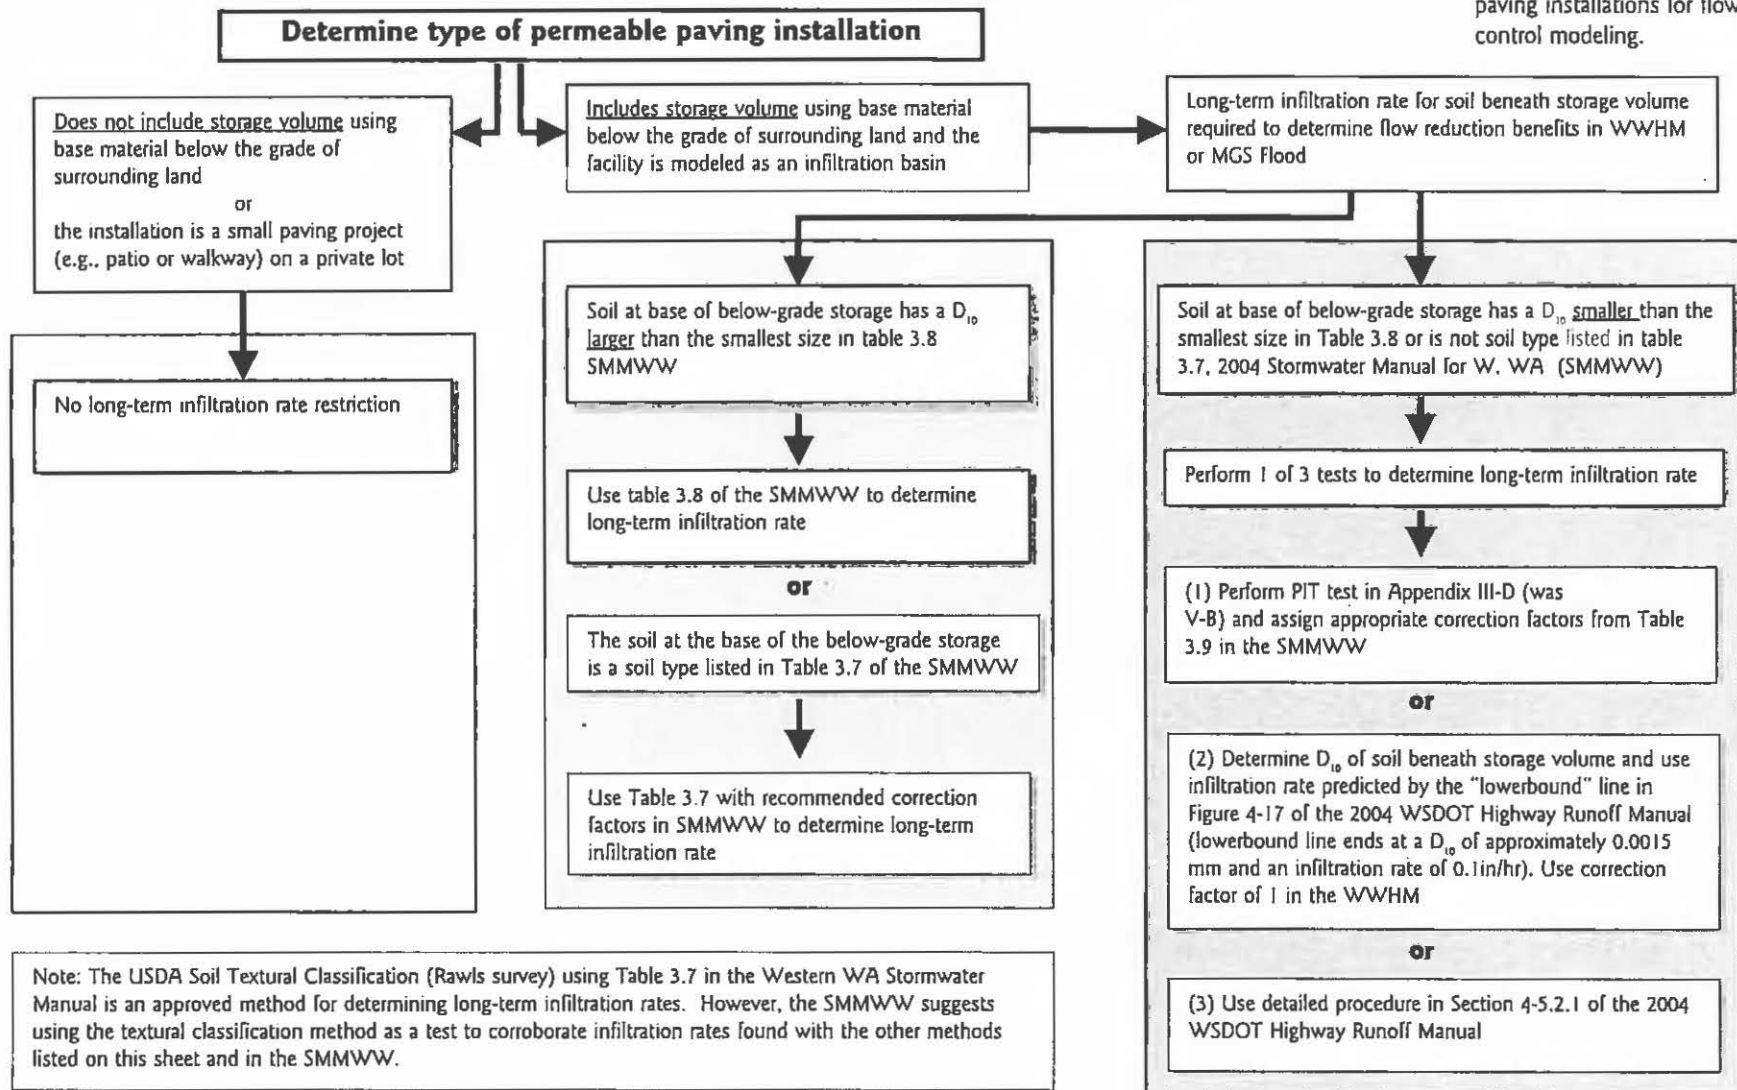 paving installations for flow
control modeling.
Determine type of permeable paving installation
Does not include storage volume using
base material below the grade of
surrounding land
or
the installation is a small paving project
(e.g., patio or walkway) on a private lot
Includes storage volume using base material
below the grade of surrounding land and the
facility is modeled as an infiltration basin
Long-term infiltration rate for soil beneath storage volume
required to determine flow reduction benefits in WWHM
or MGS Flood
No long-term infiltration rate restriction
Soil at base of below-grade storage has a D10
larger than the smallest size in table 3.8
SMMWW
Use table 3.8 of the SMMWW to determine
long-term infiltration rate
or
The soil at the base of the below-grade storage
is a soil type listed in Table 3.7 of the SMMWW
Use Table 3.7 with recommended correction
factors in SMMWW to determine long-term
infiltration rate
Soil at base of below-grade storage has a D10 smaller than the
smallest size in Table 3.8 or is not soil type listed in table
3.7, 2004 Stormwater Manual for W. WA (SMMWW)
Perform 1 of 3 tests to determine long-term infiltration rate
(1) Perform PIT test in Appendix III-D (was
V-B) and assign appropriate correction factors from Table
3.9 in the SMMWW
or
(2) Determine D10 of soil beneath storage volume and use
infiltration rate predicted by the "lowerbound" line in
Figure 4-17 of the 2004 WSDOT Highway Runoff Manual
(lowerbound line ends at a D10 of approximately 0.0015
mm and an infiltration rate of 0.1in/hr). Use correction
factor of 1 in the WWHM
or
(3) Use detailed procedure in Section 4-5.2.1 of the 2004
WSDOT Highway Runoff Manual
Note: The USDA Soil Textural Classification (Rawls survey) using Table 3.7 in the Western WA Stormwater
Manual is an approved method for determining long-term infiltration rates. However, the SMMWW suggests
using the textural classification method as a test to corroborate infiltration rates found with the other methods
listed on this sheet and in the SMMWW.